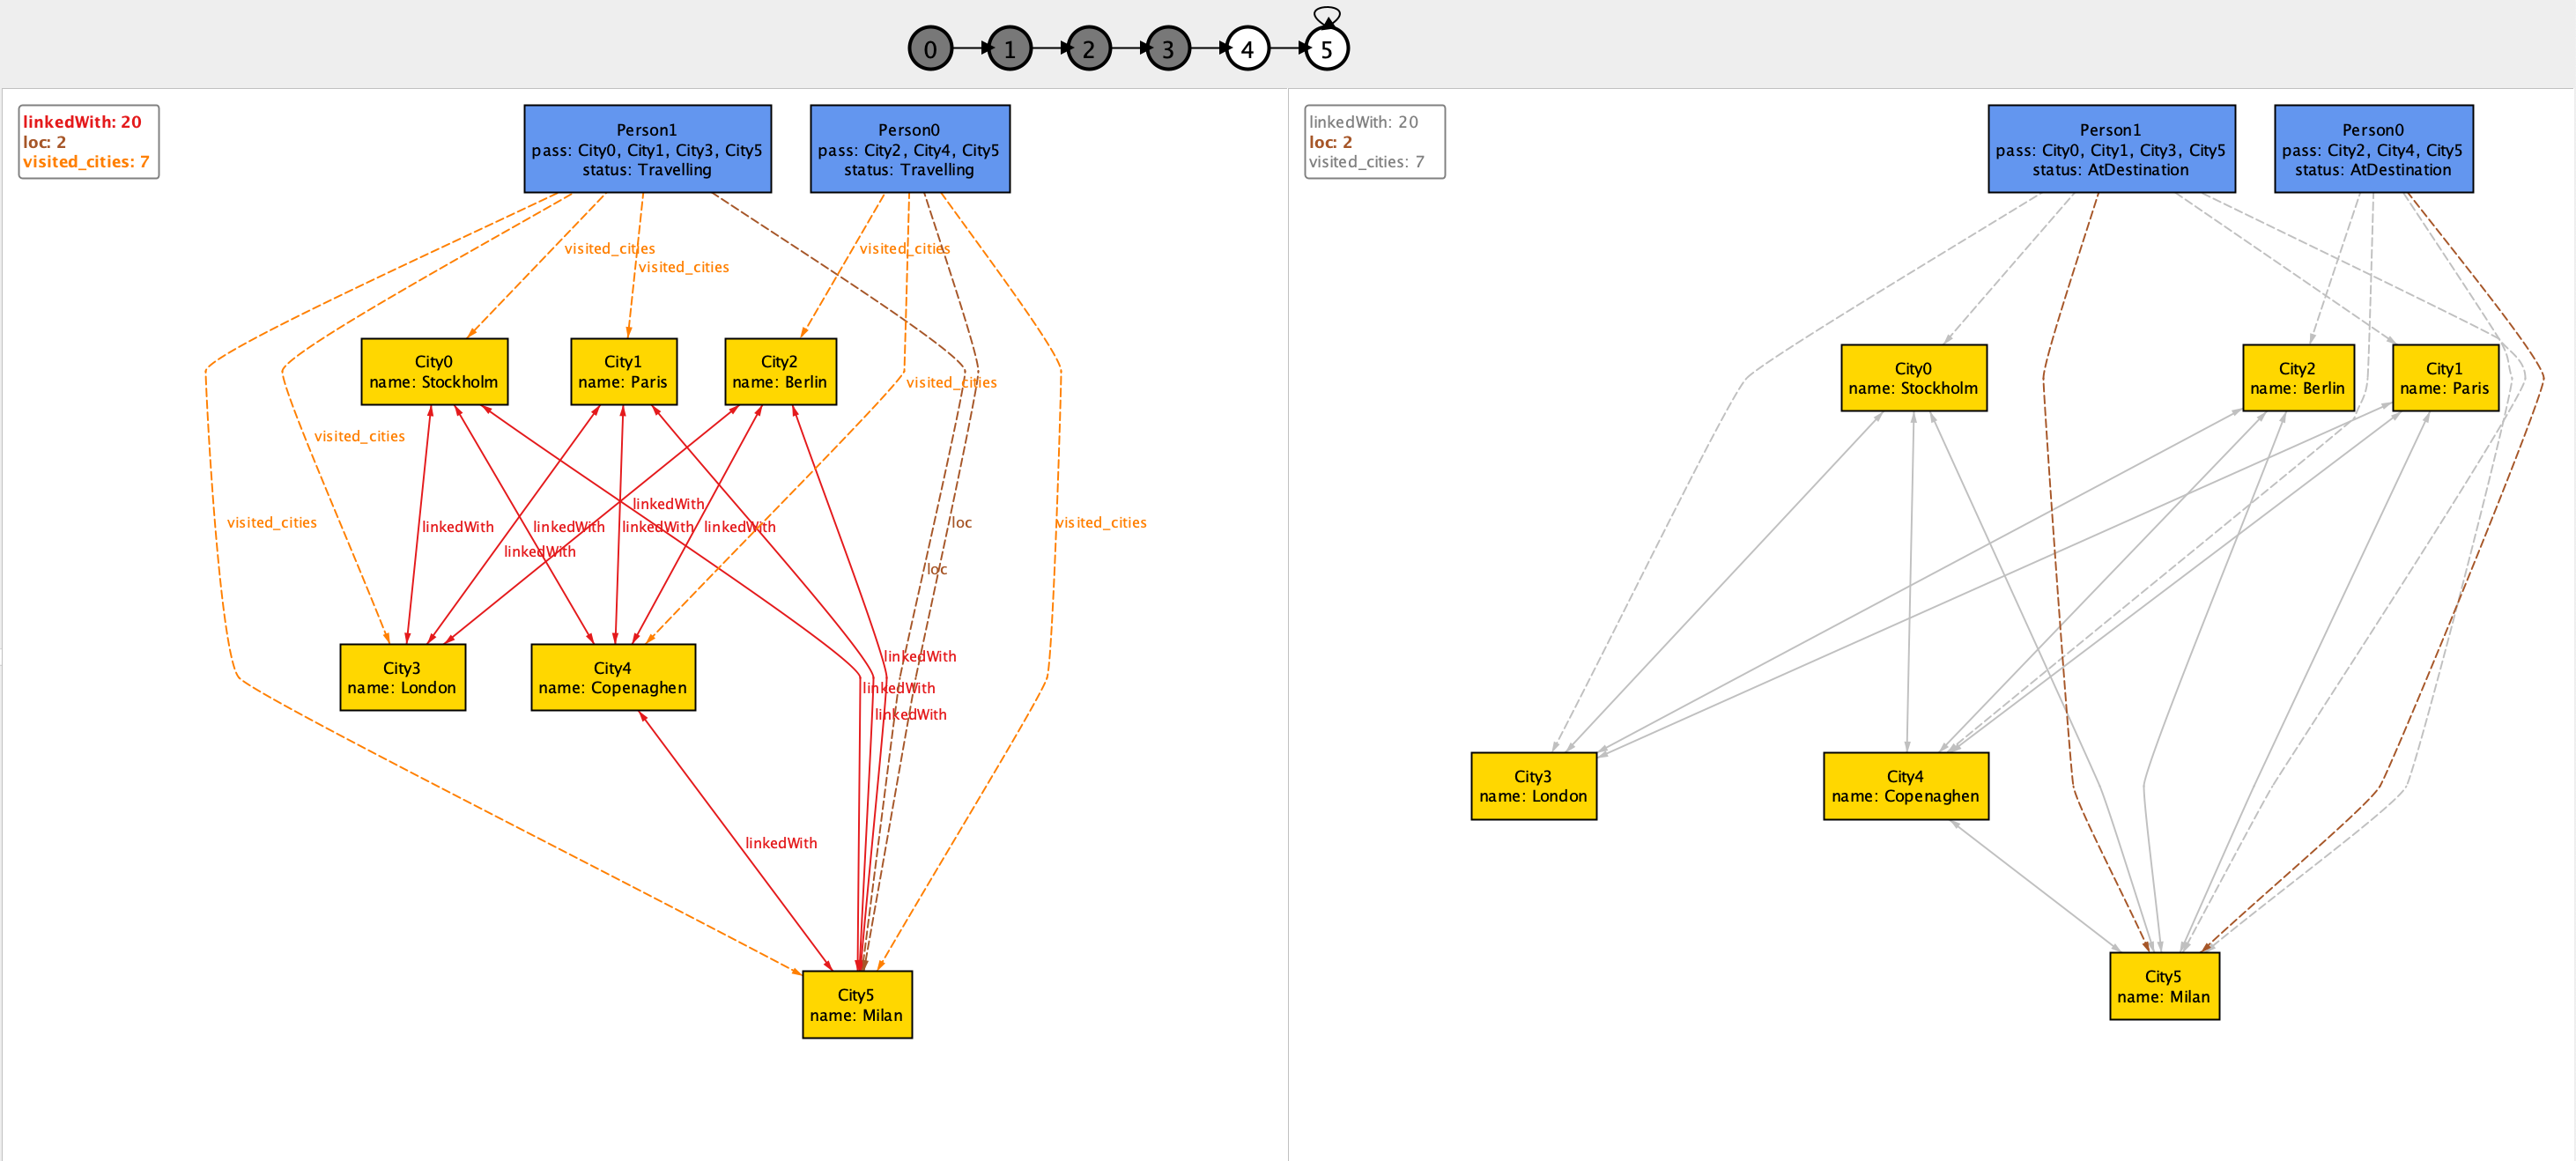 0
1
2
3
4
5
linkedWith: 20
loc: 2
visited_cities: 7
Person1
pass: City0, City1, City3, City5
status: Travelling
Person0
pass: City2, City4, City5
status: Travelling
visited_cities
visited_cities
visited_cities
City0
name: Stockholm
City1
name: Paris
City2
name: Berlin
visited_cities
visited_cities
linkedWith
visited_cities
linkedWith
linkedWith
linkedWith
linkedWith
loc
visited_cities
linkedWith
loc
City3
name: London
City4
name: Copenaghen
linkedWith
linkedWith
linkedWith
linkedWith
City5
name: Milan
linkedWith: 20
loc: 2
visited_cities: 7
Person1
pass: City0, City1, City3, City5
status: AtDestination
Person0
pass: City2, City4, City5
status: AtDestination
City0
name: Stockholm
City2
name: Berlin
City1
name: Paris
City3
name: London
City4
name: Copenaghen
City5
name: Milan